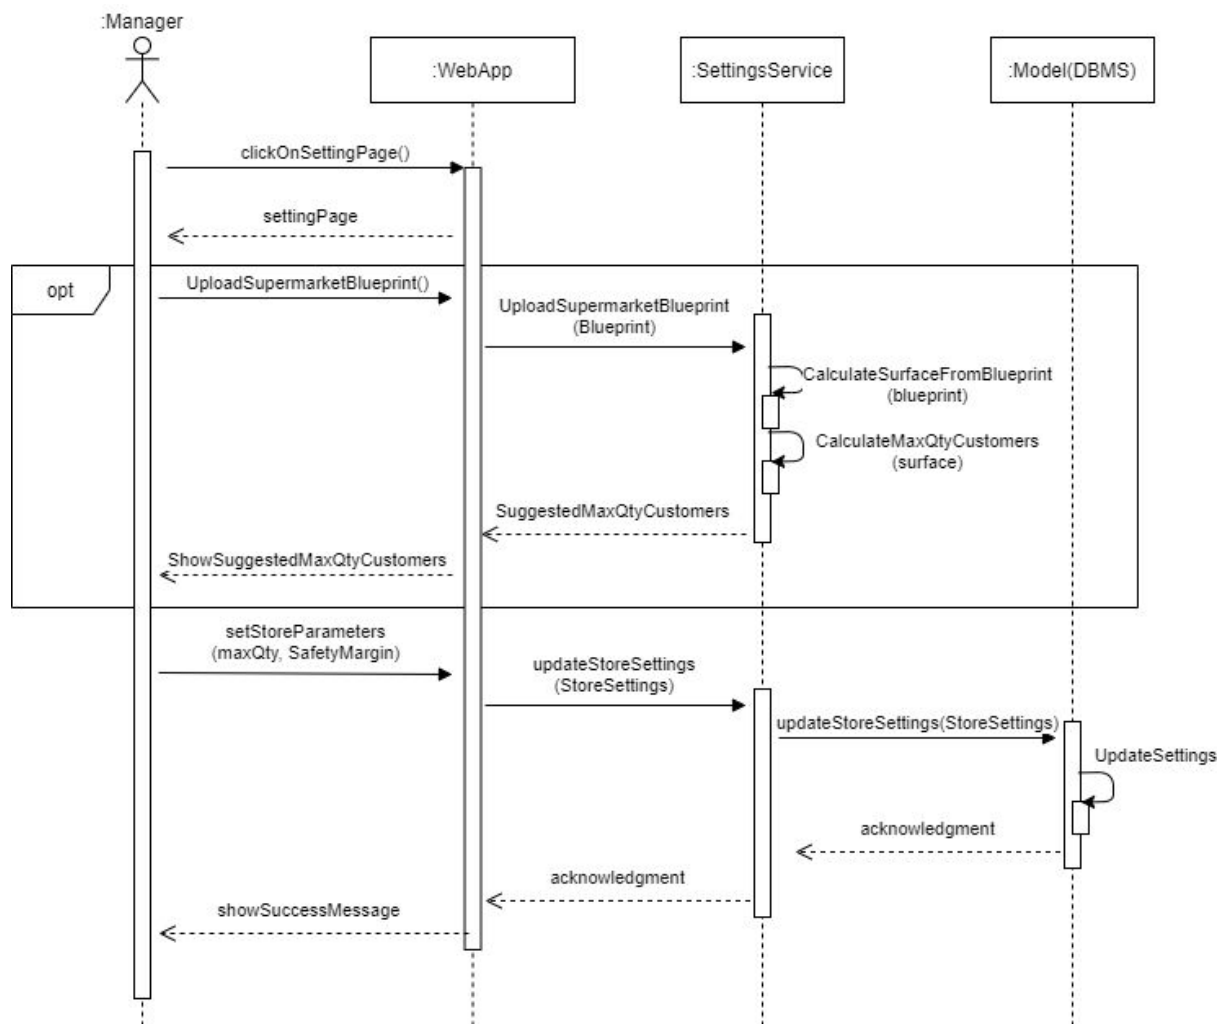 :Manager
:WebApp
:SettingsService
:Model(DBMS)
clickOnSettingPage()
settingPage
opt
UploadSupermarketBlueprint()
UploadSupermarketBlueprint
(Blueprint)
CalculateSurfaceFromBlueprint
(blueprint)
CalculateMaxQtyCustomers
(surface)
SuggestedMaxQtyCustomers
ShowSuggestedMaxQtyCustomers
setStoreParameters
(maxQty, SafetyMargin)
updateStoreSettings
(StoreSettings)
updateStoreSettings(StoreSettings)
UpdateSettings
acknowledgment
acknowledgment
showSuccessMessage